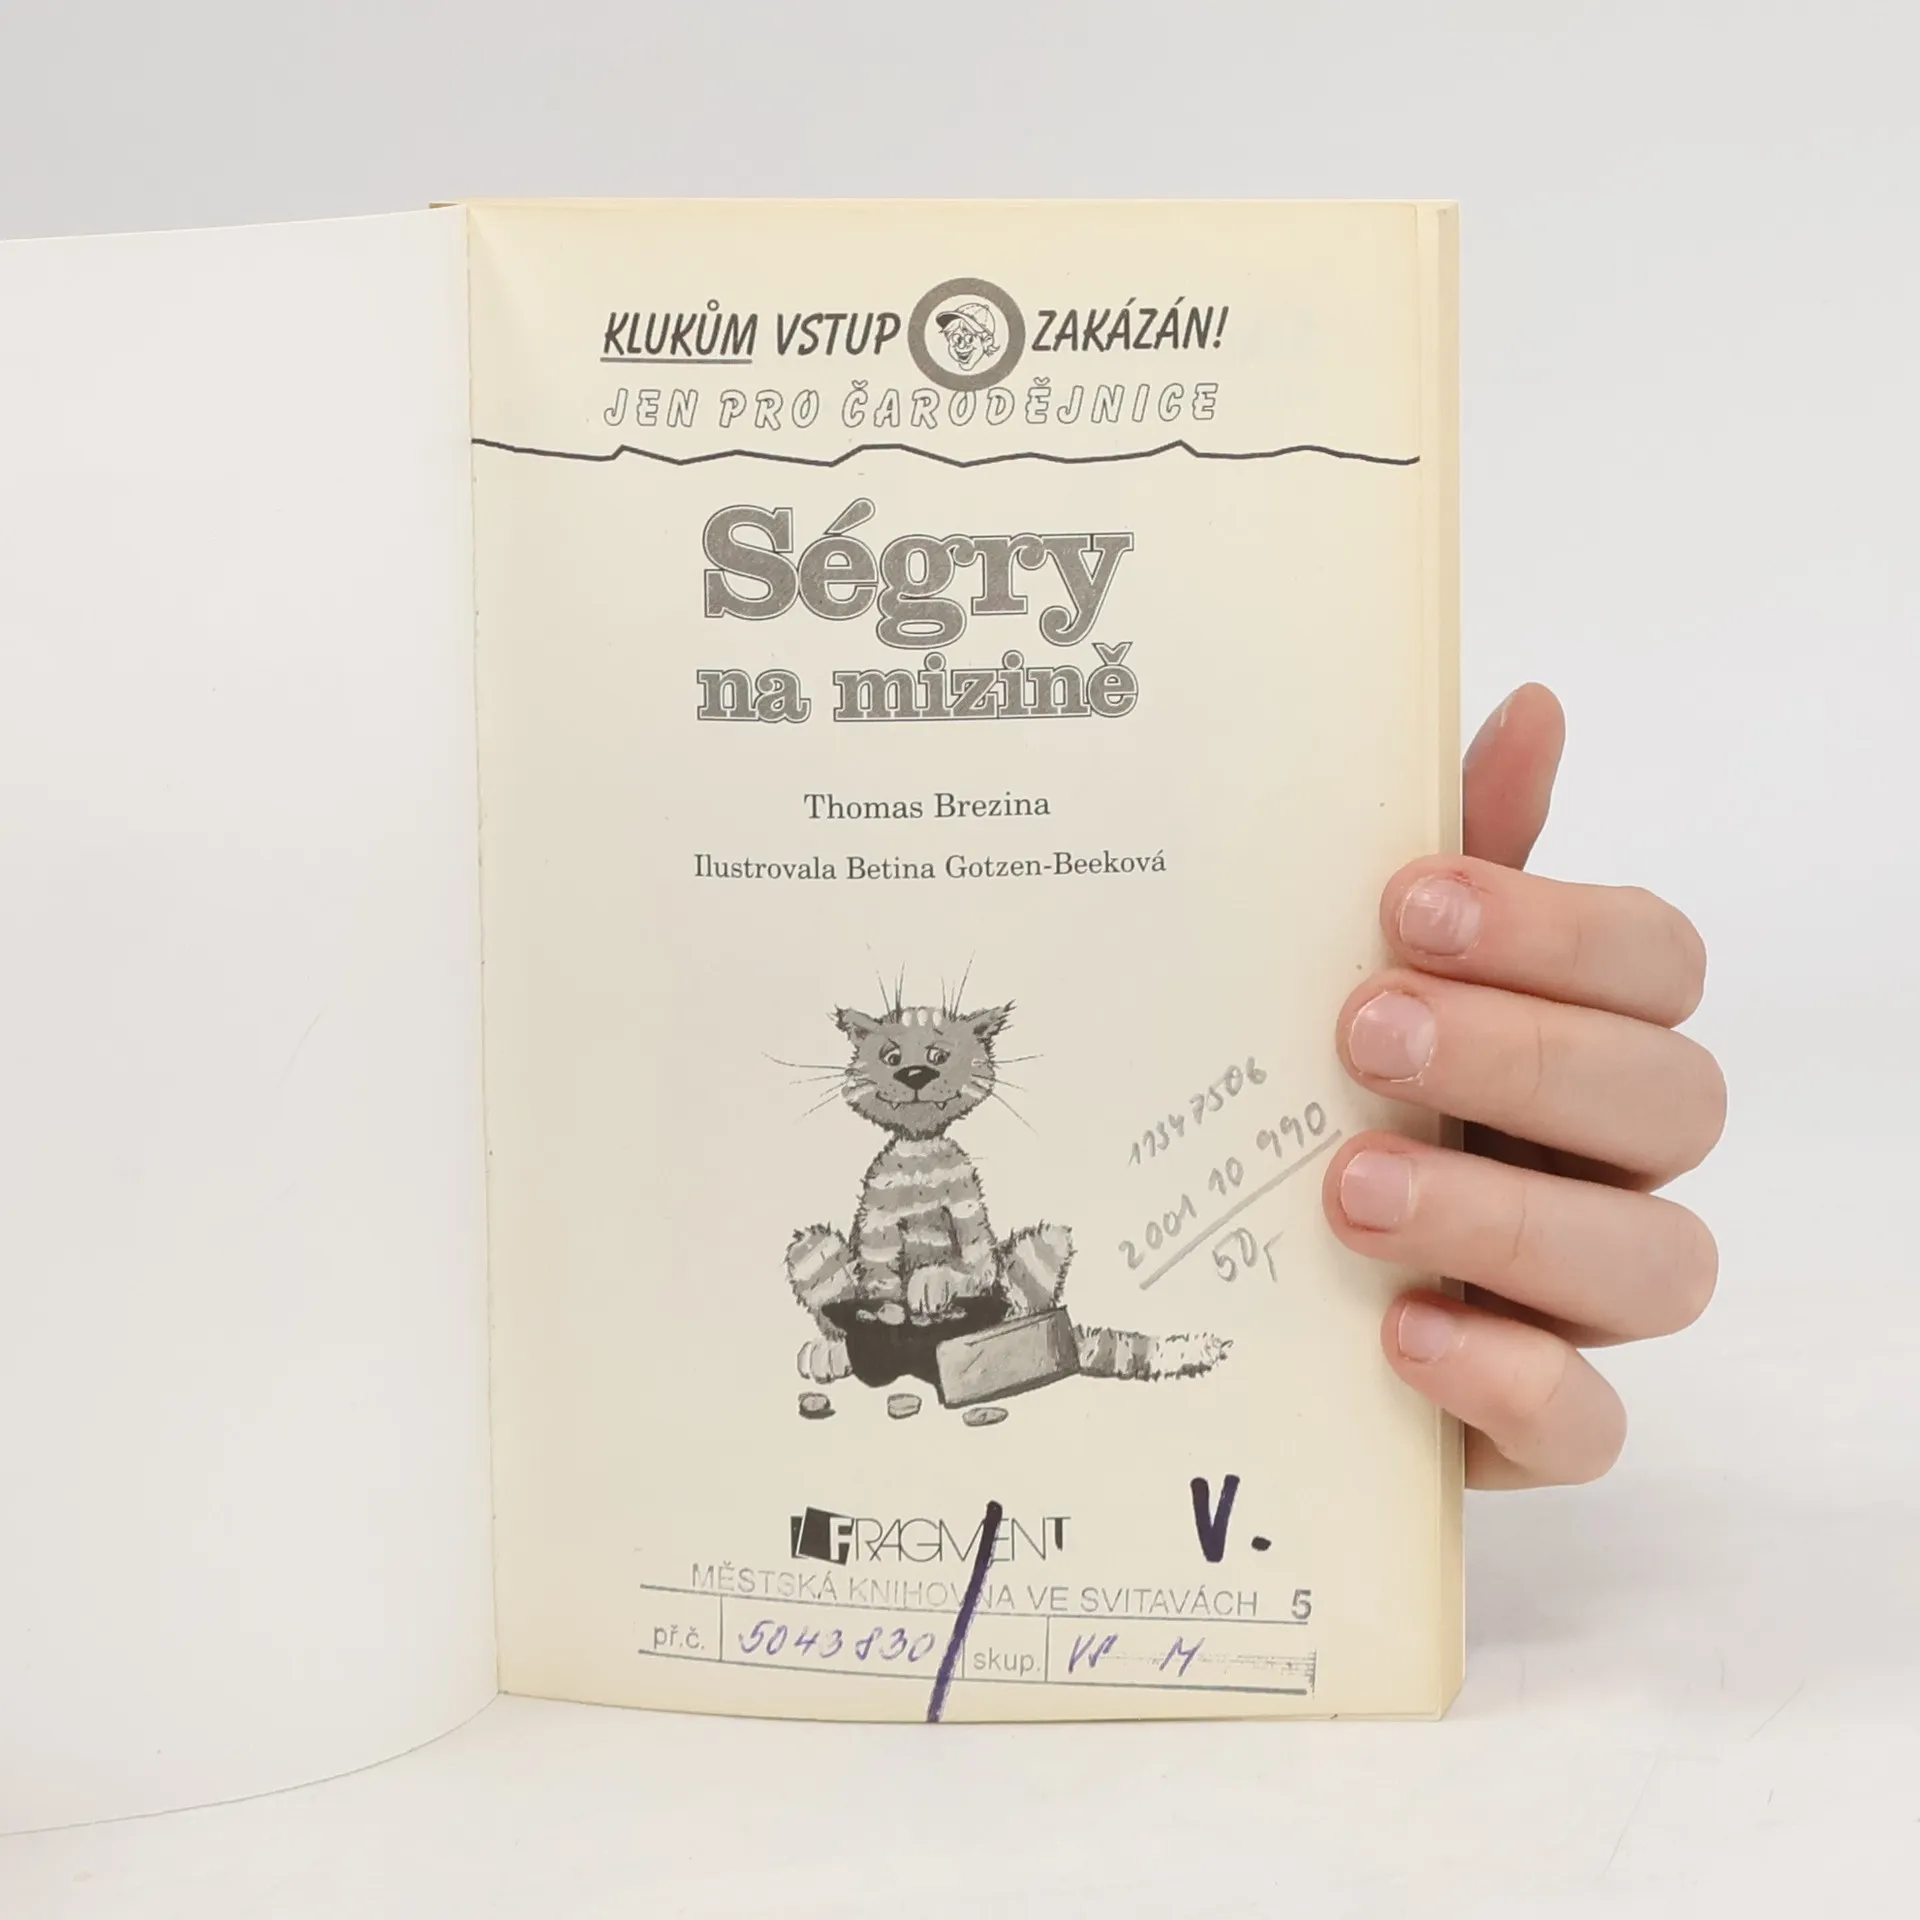 KLUKŮM VSTUP ZAKÁZÁN!
JEN PRO ČARODĚJNICE
Ségry
na mizině
Thomas Brezina
Ilustrovala Betina Gotzen-Beeková
17347506
2001 10 990
50,-
FRAGMENT
V.
MĚSTSKÁ KNIHOVNA VE SVITAVÁCH 5
př.č. 5043830 skup. M